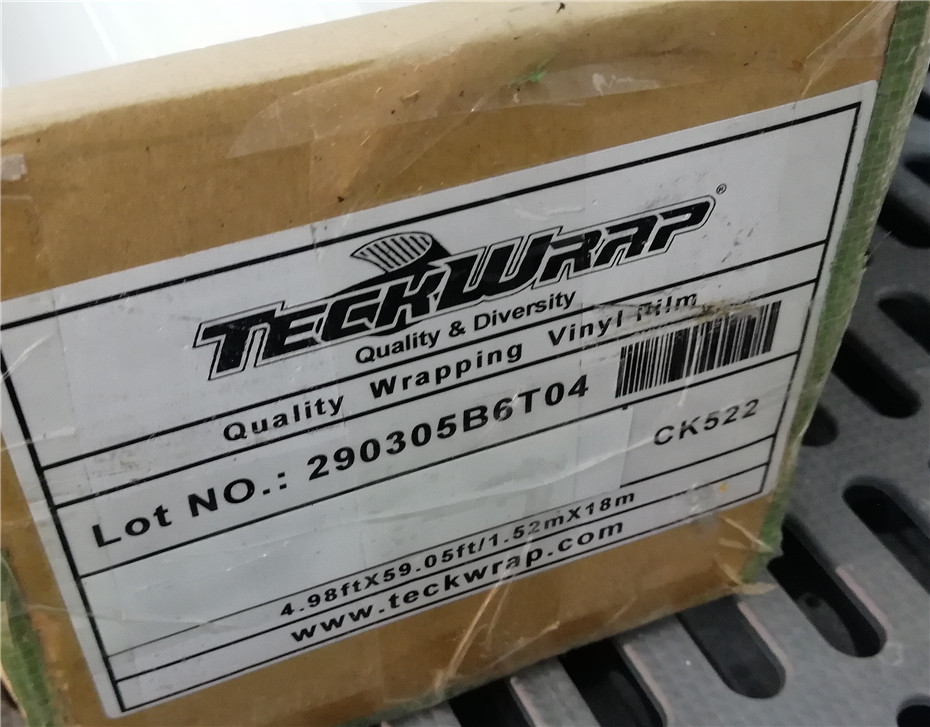 TECKWRAP®
Quality & Diversity
Quality Wrapping Vinyl Film
Lot NO.: 290305B6T04
CK522
4.98ftX59.05ft/1.52mX18m
www.teckwrap.com